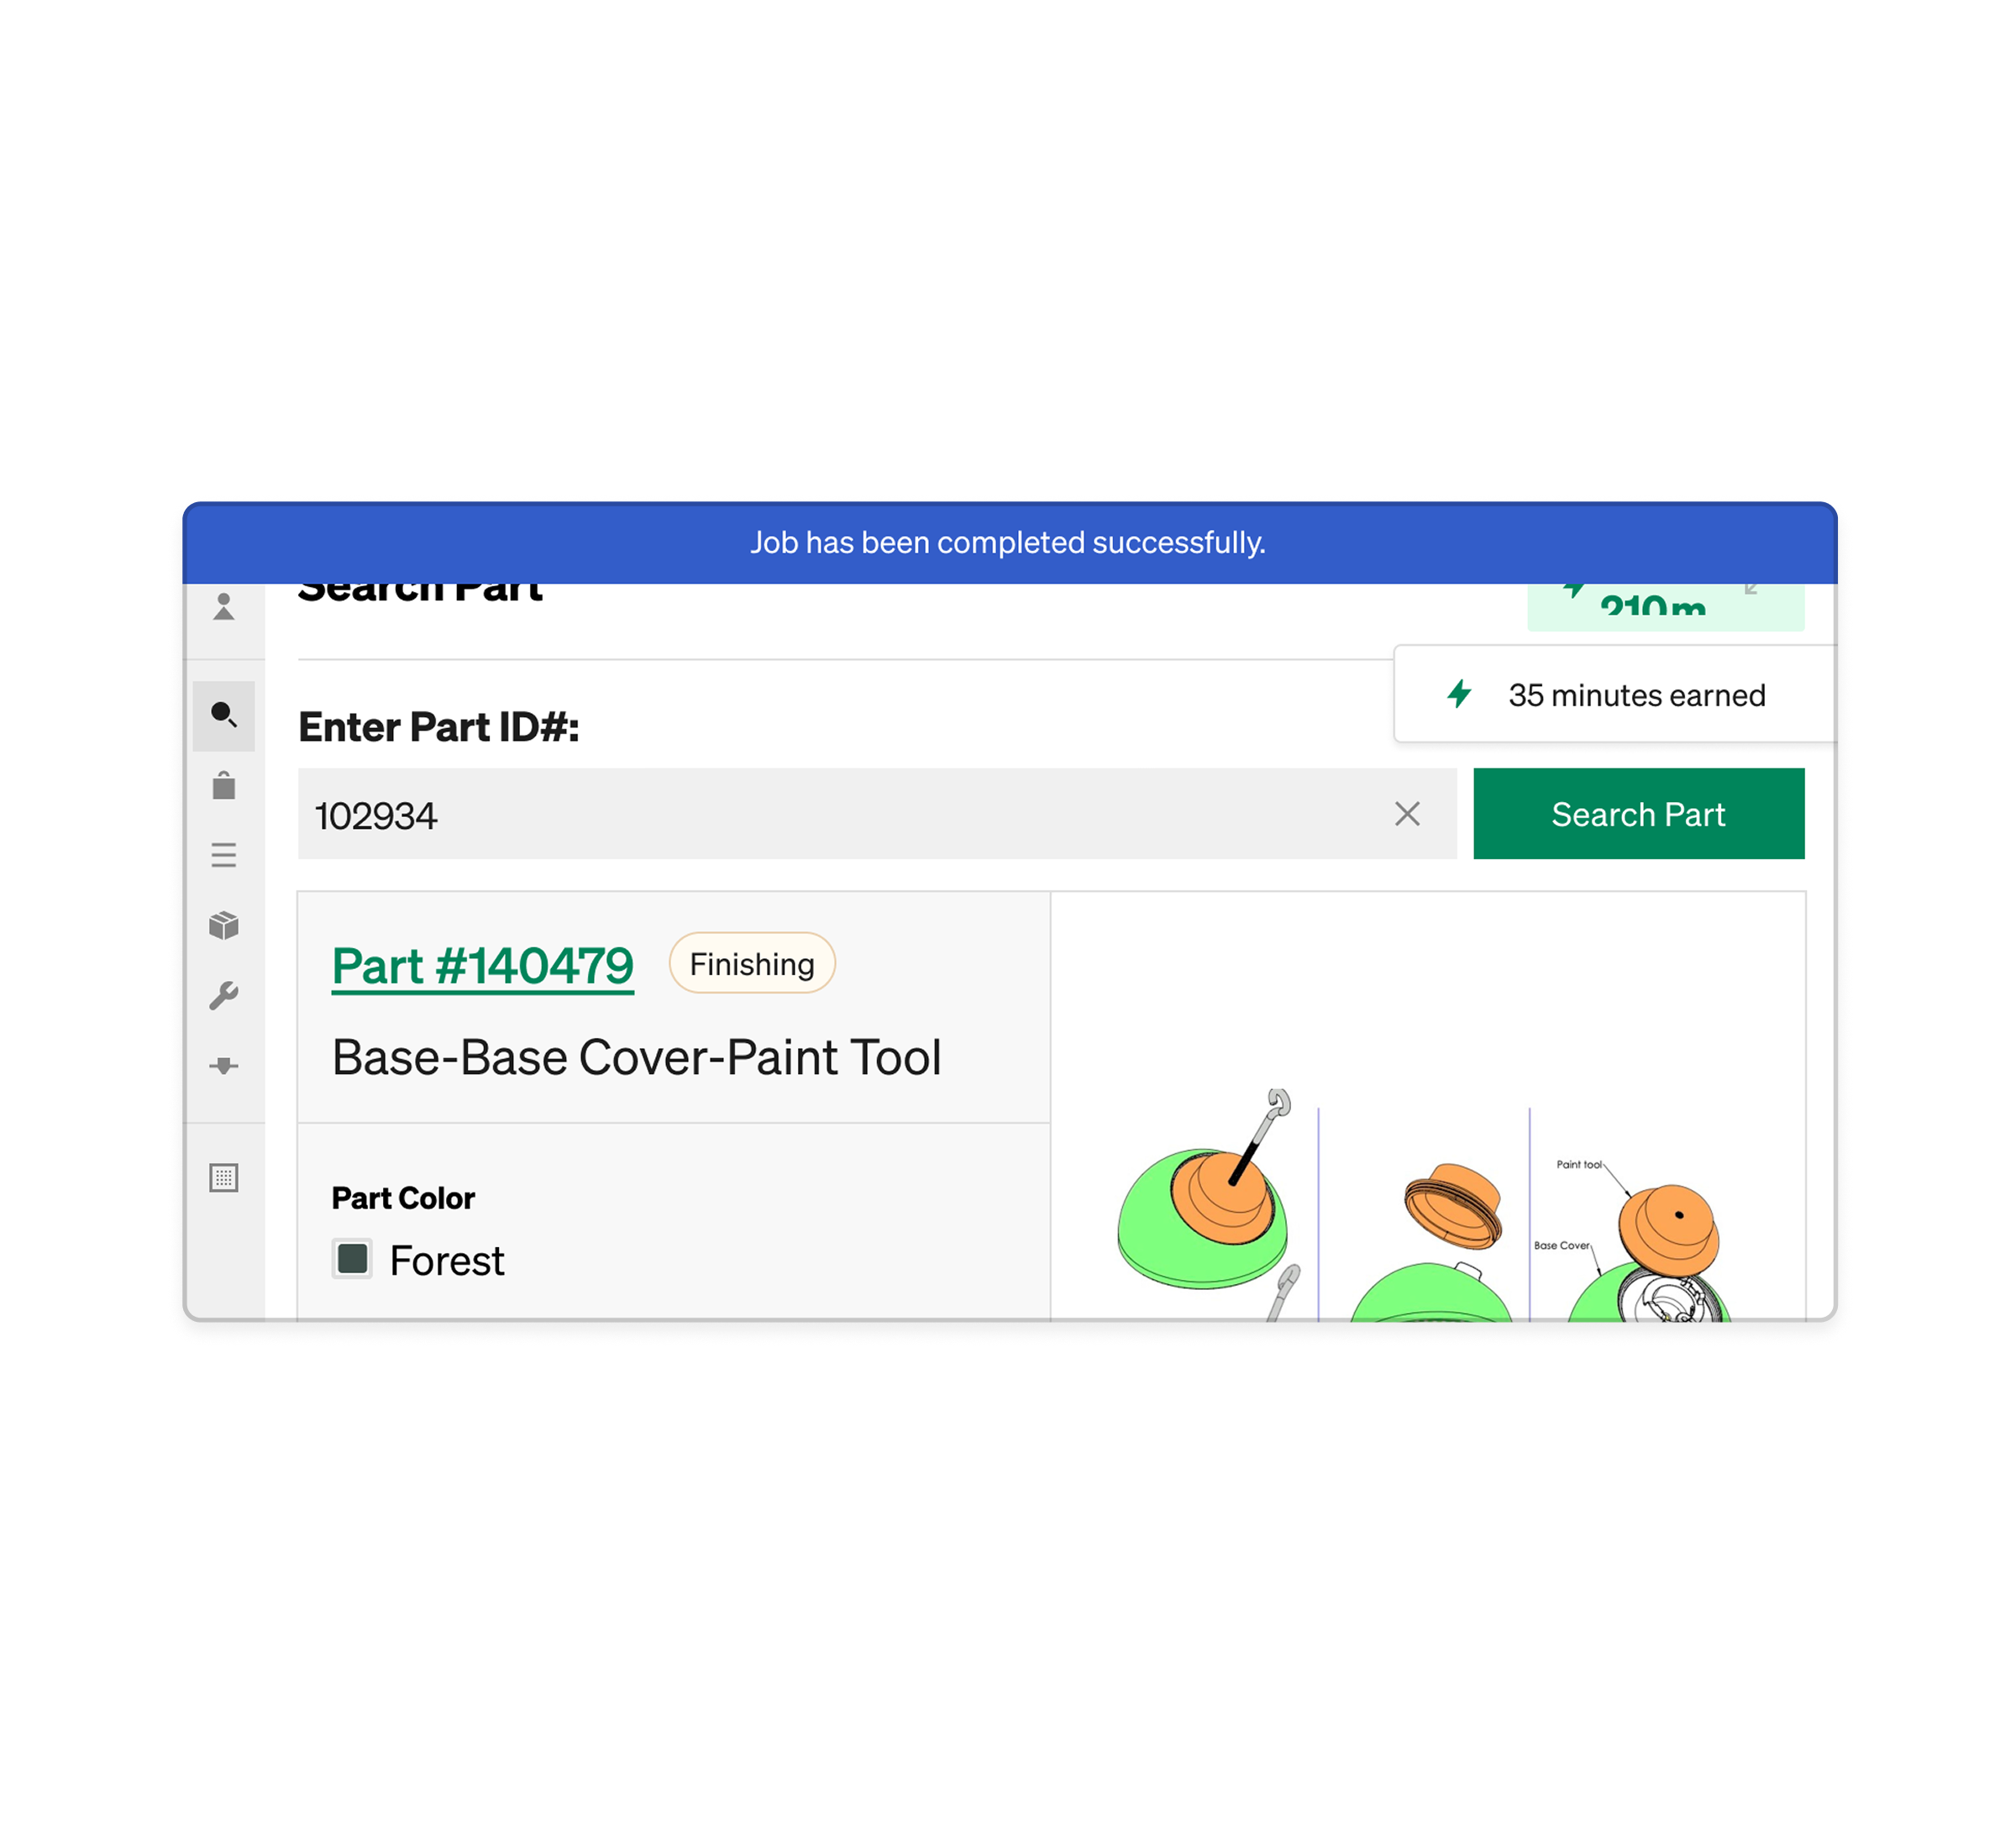 Job has been completed successfully.
Search Part
210m
35 minutes earned
Enter Part ID#:
102934
Search Part
Part #140479
Finishing
Base-Base Cover-Paint Tool
Part Color
Forest
Paint tool
Base Cover